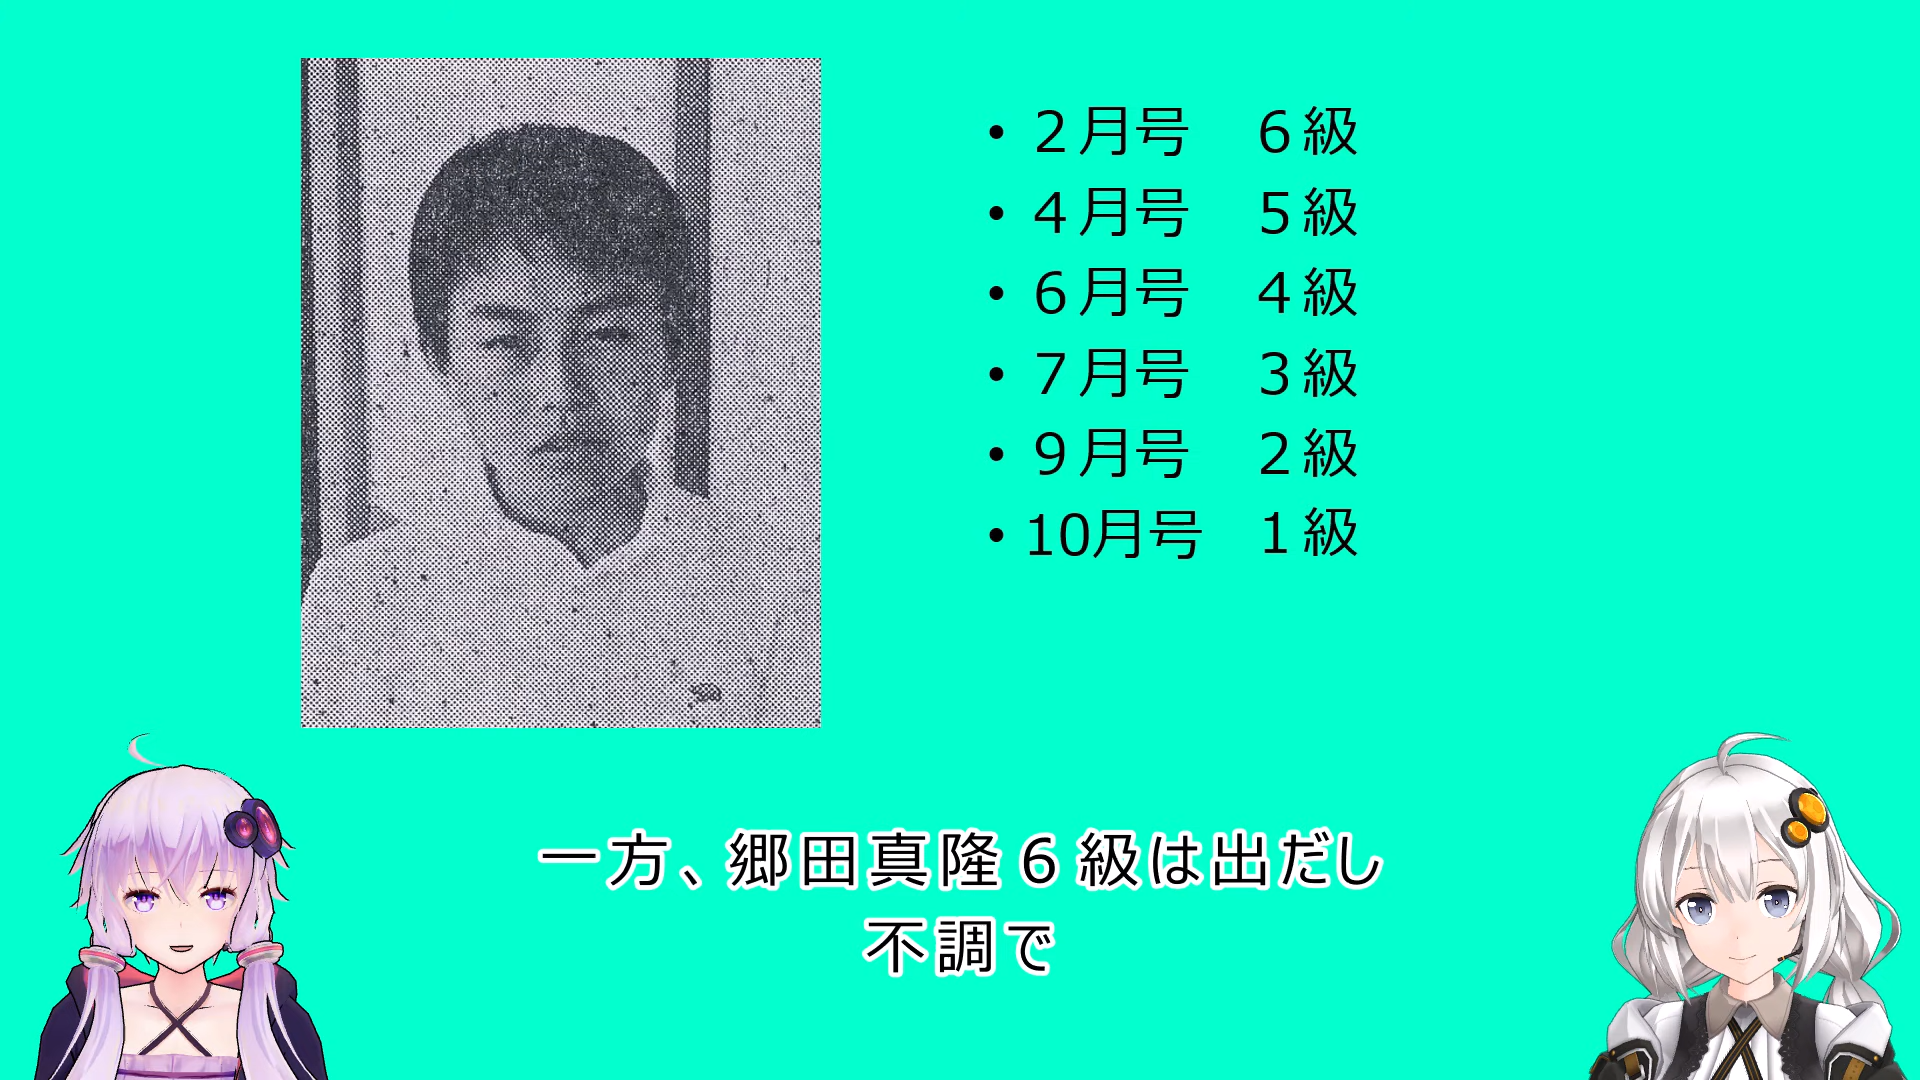 • 2月号　6級
• 4月号　5級
• 6月号　4級
• 7月号　3級
• 9月号　2級
• 10月号　1級
一方、郷田真隆6級は出だし
不調で